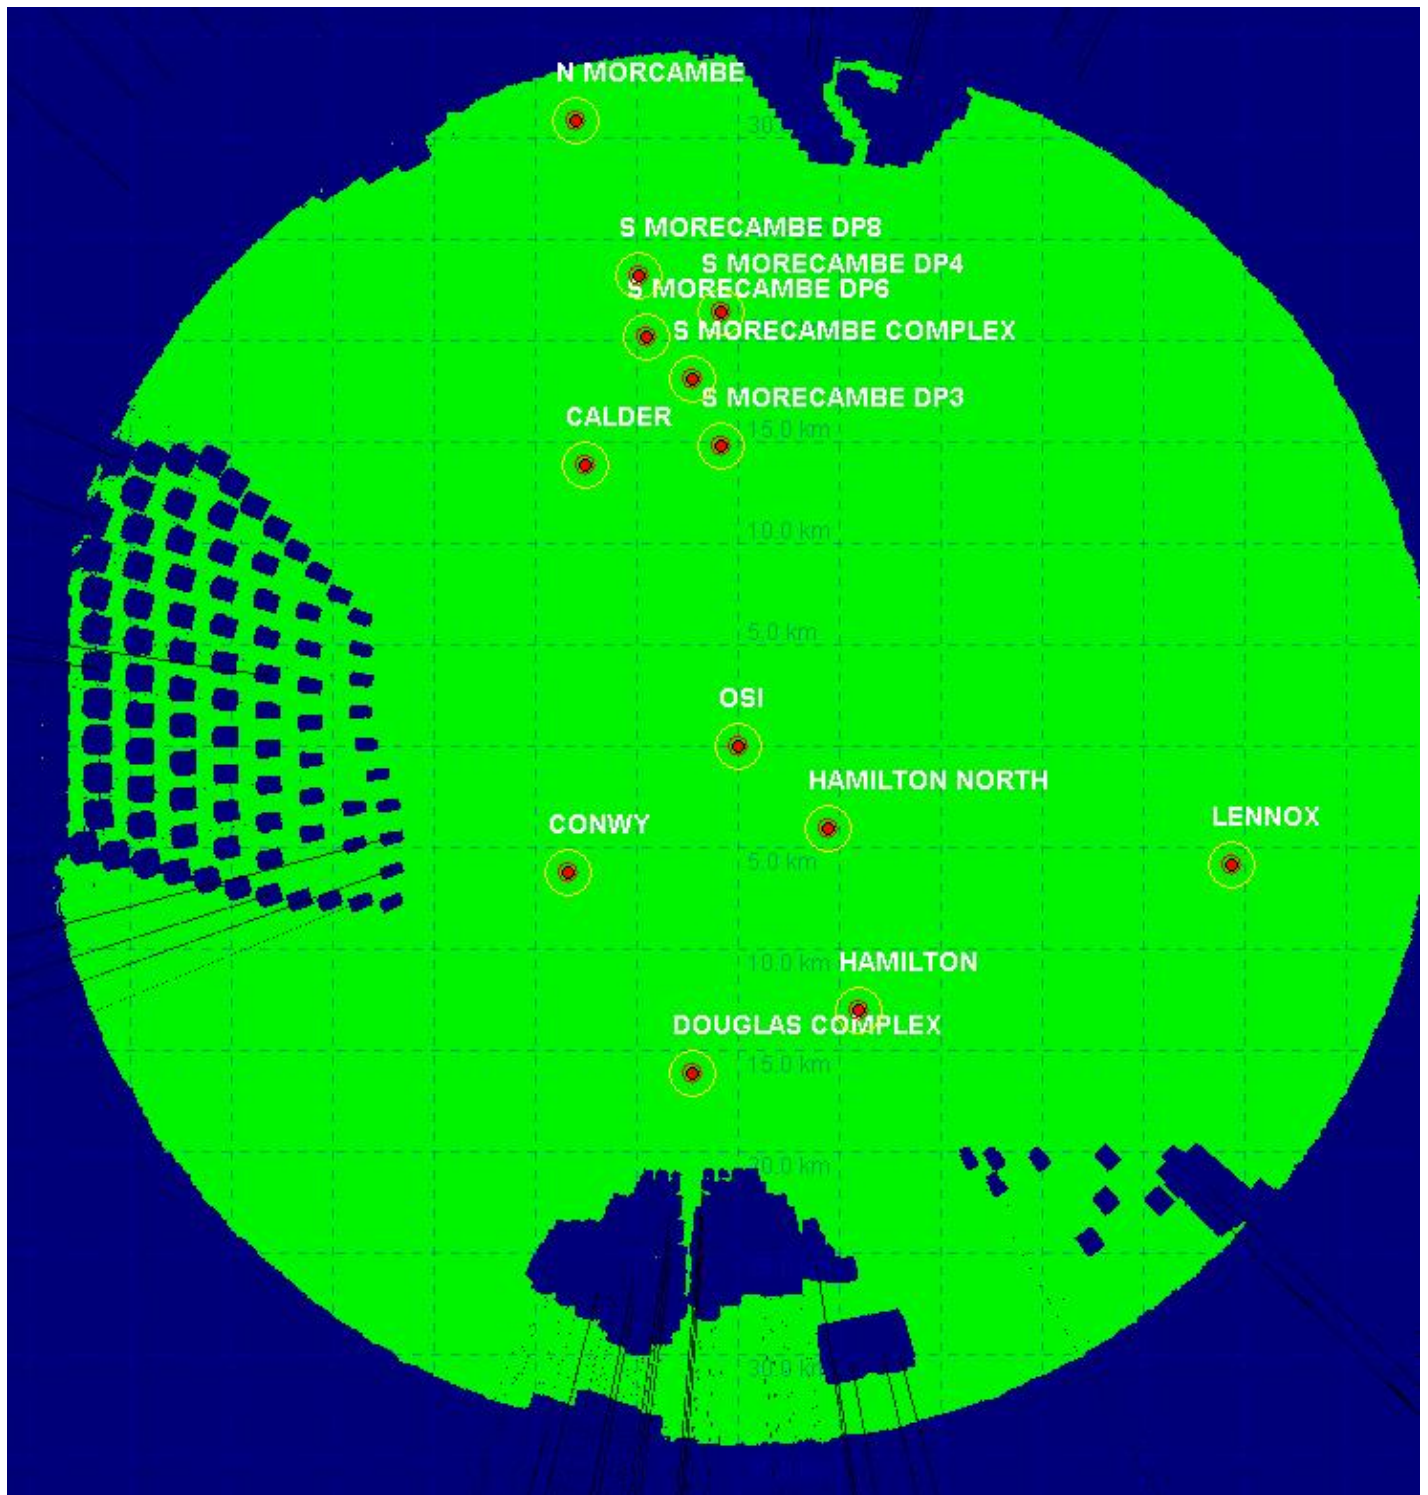 N MORCAMBE
30.
S MORECAMBE DP8
S MORECAMBE DP4
S MORECAMBE DP6
S MORECAMBE COMPLEX
S MORECAMBE DP3
CALDER
15.0 km
10.0 km
5.0 km
OSI
HAMILTON NORTH
LENNOX
CONWY
5.0 km
10.0 km
HAMILTON
DOUGLAS COMPLEX
15.0 km
20.0 km
30.0 km